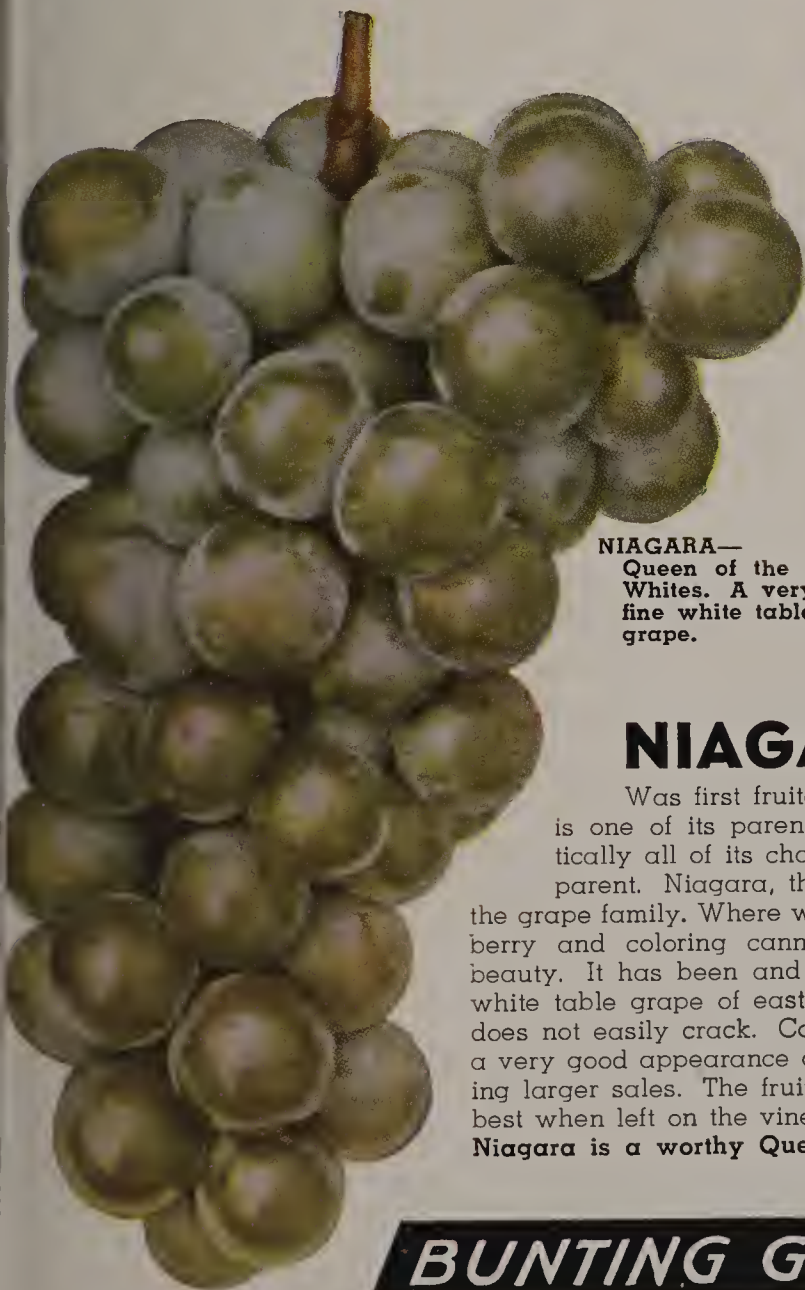 NIAGARA—
Queen of the
Whites. A very
fine white table
grape.
NIAGA
Was first fruit
is one of its paren
tically all of its cha
parent. Niagara, th
the grape family. Where w
berry and coloring cann
beauty. It has been and
white table grape of east
does not easily crack. Co
a very good appearance
ing larger sales. The frui
best when left on the vine
Niagara is a worthy Que
BUNTING G